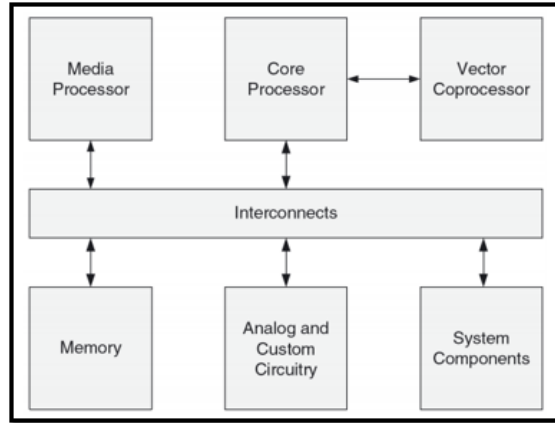 Media
Processor
Core
Processor
Vector
Coprocessor
Interconnects
Memory
Analog and
Custom
Circuitry
System
Components